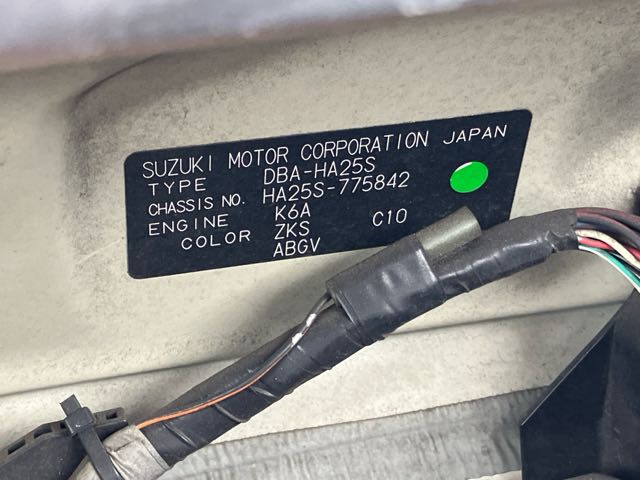 SUZUKI MOTOR CORPORATION JAPAN
TYPE DBA-HA25S
CHASSIS NO. HA25S-775842
ENGINE K6A
COLOR ZKS C10
ABGV